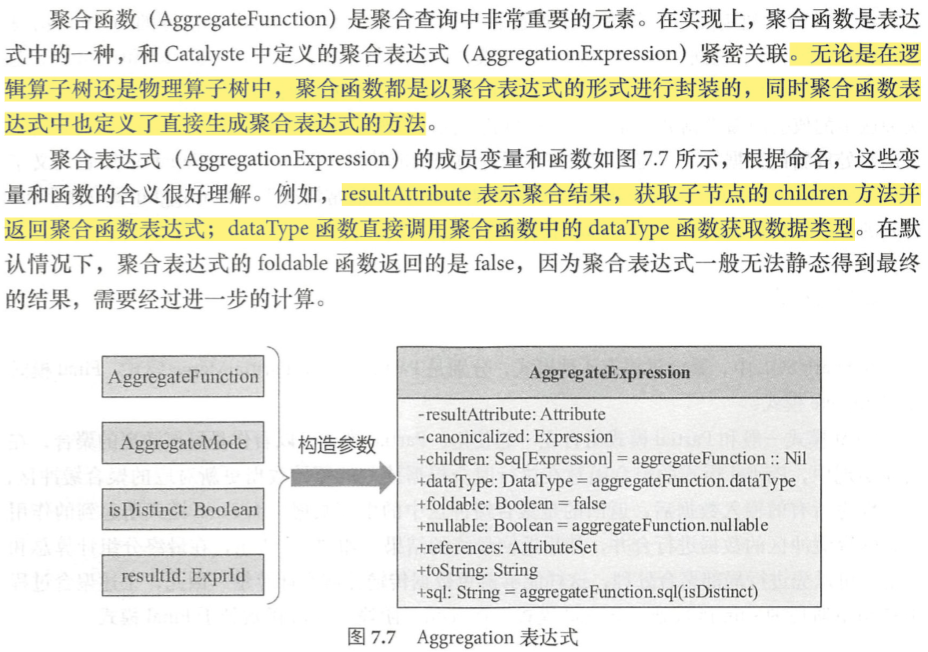 聚合函数（AggregateFunction）是聚合查询中非常重要的元素。在实现上，聚合函数是表达
式中的一种，和 Catalyste 中定义的聚合表达式（AggregationExpression）紧密关联。无论是在逻
辑算子树还是物理算子树中，聚合函数都是以聚合表达式的形式进行封装的，同时聚合函数表
达式中也定义了直接生成聚合表达式的方法。
聚合表达式（AggregationExpression）的成员变量和函数如图 7.7 所示，根据命名，这些变
量和函数的含义很好理解。例如，resultAttribute 表示聚合结果，获取子节点的 children 方法并
返回聚合函数表达式；dataType 函数直接调用聚合函数中的 dataType 函数获取数据类型。在默
认情况下，聚合表达式的 foldable 函数返回的是 false，因为聚合表达式一般无法静态得到最终
的结果，需要经过进一步的计算。
AggregateFunction
AggregateMode
isDistinct: Boolean
resultId: ExprId
构造参数
AggregateExpression
-resultAttribute: Attribute
-canonicalized: Expression
+children: Seq[Expression] = aggregateFunction :: Nil
+dataType: DataType = aggregateFunction.dataType
+foldable: Boolean = false
+nullable: Boolean = aggregateFunction.nullable
+references: AttributeSet
+toString: String
+sql: String = aggregateFunction.sql(isDistinct)
图 7.7 Aggregation 表达式